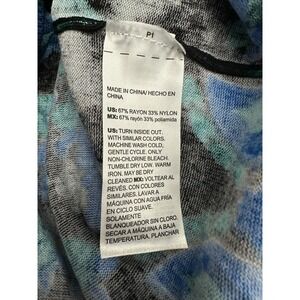 PI
MADE IN CHINA/ HECHO EN
CHINA
US: 67% RAYON 33% NYLON
MX: 67% rayón 33% poliamida
US: TURN INSIDE OUT.
WITH SIMILAR COLORS.
MACHINE WASH COLD,
GENTLE CYCLE. ONLY
NON-CHLORINE BLEACH.
TUMBLE DRY LOW. WARM
IRON. MAY BE DRY
CLEANED MX: VOLTEAR AL
REVÉS, CON COLORES
SIMILARES. LAVAR A
MÁQUINA CON AGUA FRÍA
EN CICLO SUAVE.
SOLAMENTE
BLANQUEADOR SIN CLORO.
SECAR A MÁQUINA A BAJA
TEMPERATURA. PLANCHAR